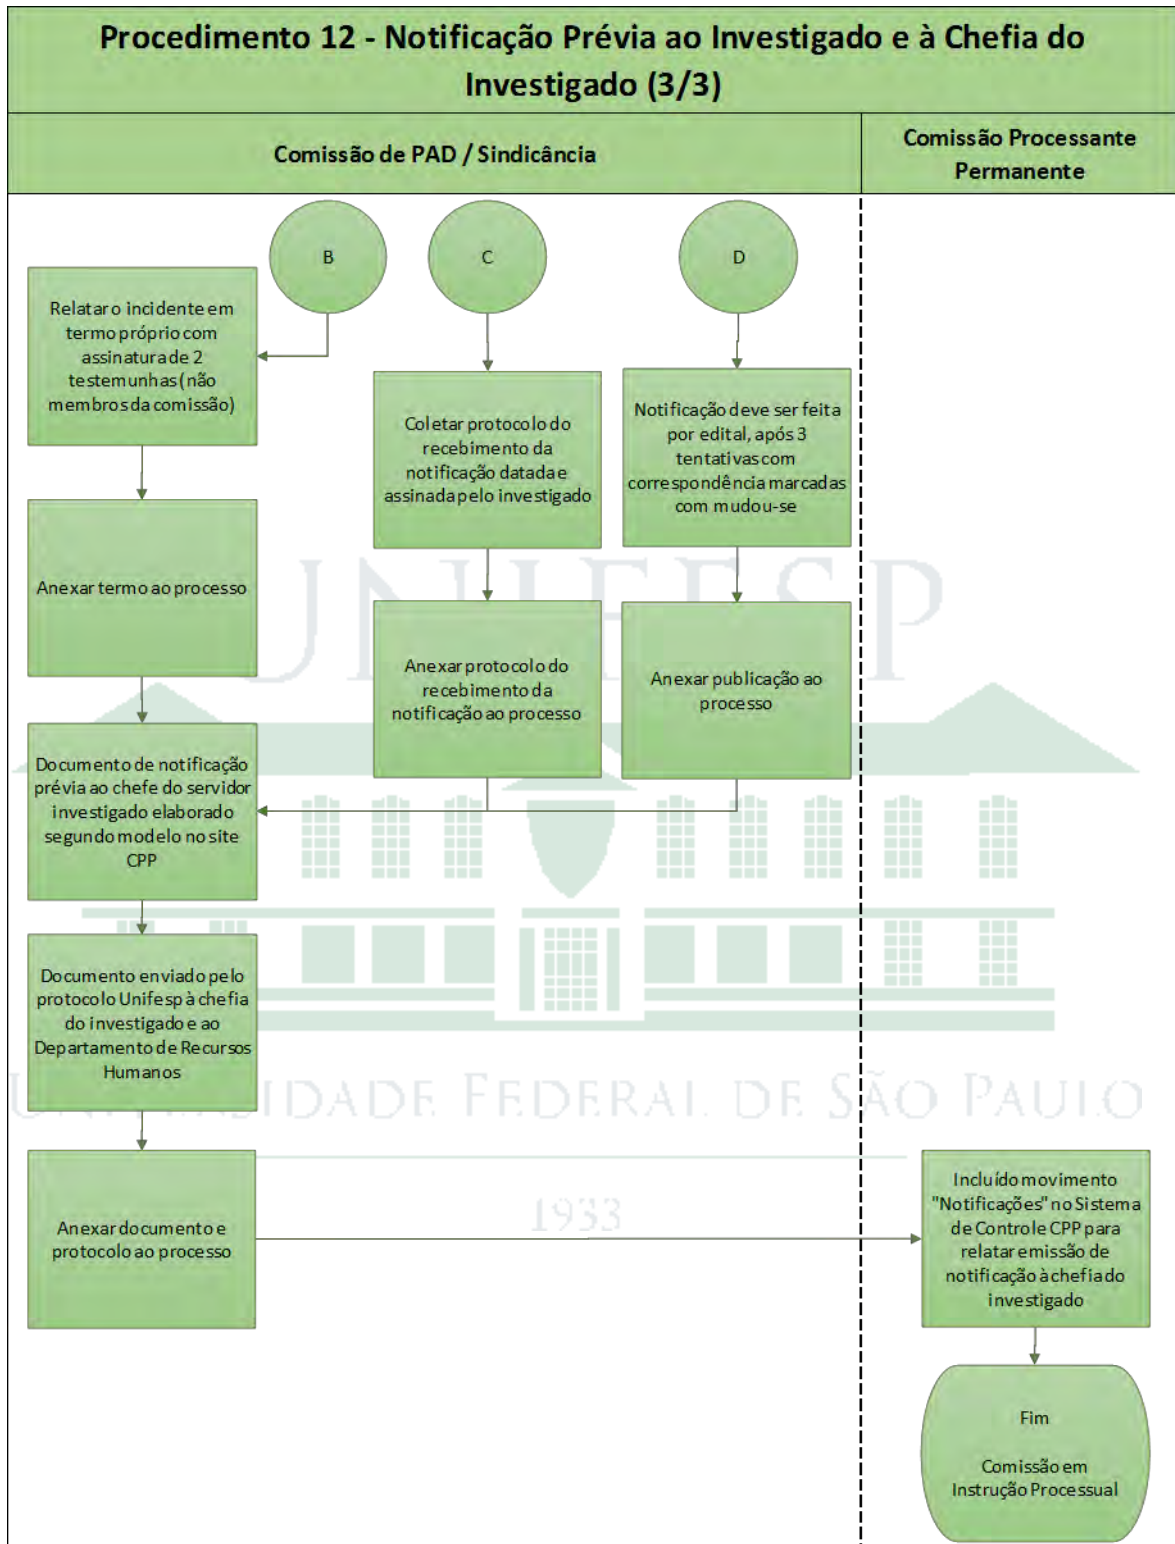 Procedimento 12 - Notificação Prévia ao Investigado e à Chefia do
Investigado (3/3)
Comissão de PAD / Sindicância
Comissão Processante
Permanente
B
C
D
Relatar o incidente em
termo próprio com
assinatura de 2
testemunhas (não
membros da comissão)
Coletar protocolo do
recebimento da
notificação datada e
assinada pelo investigado
Notificação deve ser feita
por edital, após 3
tentativas com
correspondência marcadas
com mudou-se
Anexar termo ao processo
Anexar protocolo do
recebimento da
notificação ao processo
Anexar publicação ao
processo
Documento de notificação
prévia ao chefe do servidor
investigado elaborado
segundo modelo no site
CPP
Documento enviado pelo
protocolo Unifesp à chefia
do investigado e ao
Departamento de Recursos
Humanos
Anexar documento e
protocolo ao processo
Incluído movimento
"Notificações" no Sistema
de Controle CPP para
relatar emissão de
notificação à chefia do
investigado
Fim
Comissão em
Instrução Processual
UNIFESP
UNIVERSIDADE FEDERAL DE SÃO PAULO
1933